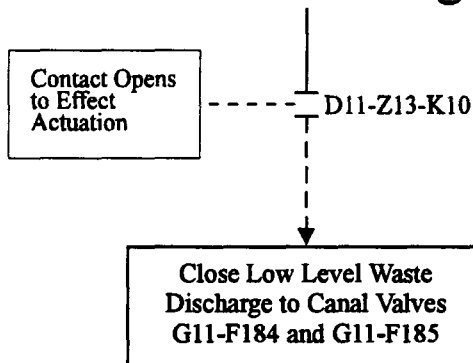 Contact Opens
to Effect
Actuation
D11-Z13-K10
Close Low Level Waste
Discharge to Canal Valves
G11-F184 and G11-F185